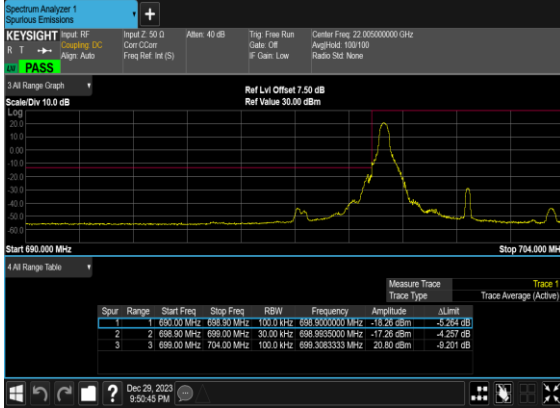 Spectrum Analyzer 1
Spurious Emissions
+
KEYSIGHT Input: RF Input Z: 50 Ω Atten: 40 dB Trig: Free Run Center Freq: 22.005000000 GHz
R T Coupling: DC Corr CCorr Gate: Off Avg|Hold: 100/100
Align: Auto Freq Ref: Int (S) IF Gain: Low Radio Std: None
PASS
3.All Range Graph
Ref Lvl Offset 7.50 dB
Scale/Div 10.0 dB Ref Value 30.00 dBm
Log
20.0
10.0
0.00
-10.0
-20.0
-30.0
-40.0
-50.0
-60.0
Start 690.000 MHz Stop 704.000 MH
4.All Range Table
Measure Trace Trace 1
Trace Type Trace Average (Active)
Spur Range Start Freq Stop Freq RBW Frequency Amplitude ΔLimit
1 1 690.00 MHz 698.90 MHz 100.0 kHz 698.9000000 MHz -18.26 dBm -5.264 dB
2 2 698.90 MHz 699.00 MHz 30.00 kHz 698.9935000 MHz -17.26 dBm -4.257 dB
3 3 699.00 MHz 704.00 MHz 100.0 kHz 699.3083333 MHz 20.80 dBm -9.201 dB
? Dec 29, 2023
9:50:45 PM